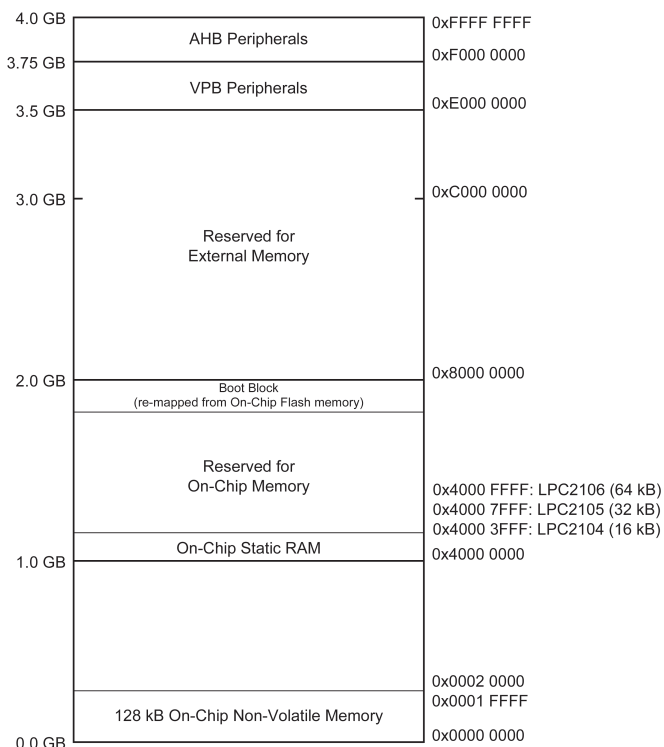 4.0 GB
0xFFFF FFFF
AHB Peripherals
0xF000 0000
3.75 GB
VPB Peripherals
0xE000 0000
3.5 GB
3.0 GB
0xC000 0000
Reserved for
External Memory
0x8000 0000
2.0 GB
Boot Block
(re-mapped from On-Chip Flash memory)
Reserved for
On-Chip Memory
0x4000 FFFF: LPC2106 (64 kB)
0x4000 7FFF: LPC2105 (32 kB)
0x4000 3FFF: LPC2104 (16 kB)
On-Chip Static RAM
0x4000 0000
1.0 GB
0x0002 0000
0x0001 FFFF
128 kB On-Chip Non-Volatile Memory
0x0000 0000
0.0 GB